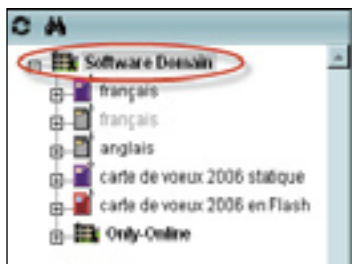 Software Domain
français
français
anglais
carte de voeux 2006 statique
carte de voeux 2006 en Flash
Only-Online